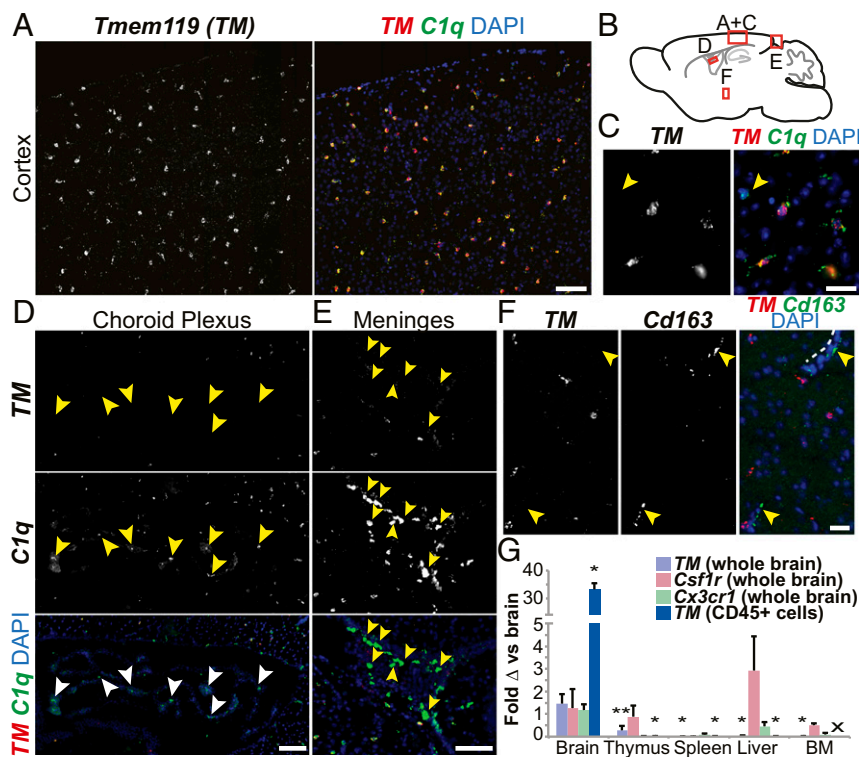 A
Tmem119 (TM)
TM C1q DAPI
Cortex
B
A+C
D
E
F
C
TM
TM C1q DAPI
D
Choroid Plexus
E
Meninges
TM
C1q
TM C1q DAPI
F
TM
Cd163
TM Cd163
DAPI
G
TM (whole brain)
Csf1r (whole brain)
Cx3cr1 (whole brain)
TM (CD45+ cells)
Fold Δ vs brain
40
30
20
5
4
3
2
1
0
*
** * * * * * *
×
Brain Thymus Spleen Liver BM